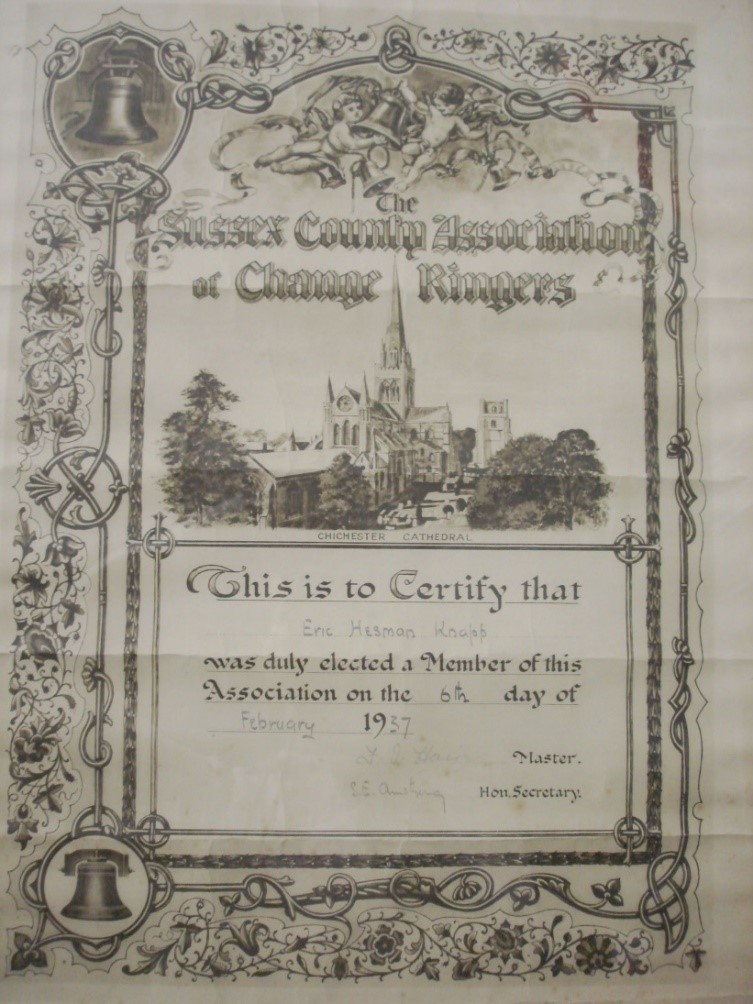 The
Sussex County Association
of Change Ringers
CHICHESTER CATHEDRAL
This is to Certify that
Eric Hesman Knapp
was duly elected a Member of this
Association on the 6th day of
February 1937
Master.
S.E. Hon. Secretary.